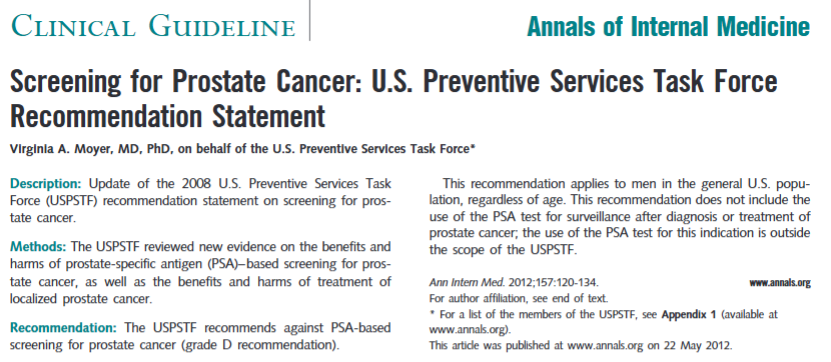 CLINICAL GUIDELINE
Annals of Internal Medicine
Screening for Prostate Cancer: U.S. Preventive Services Task Force
Recommendation Statement
Virginia A. Moyer, MD, PhD, on behalf of the U.S. Preventive Services Task Force*
Description: Update of the 2008 U.S. Preventive Services Task
Force (USPSTF) recommendation statement on screening for pros-
tate cancer.
Methods: The USPSTF reviewed new evidence on the benefits and
harms of prostate-specific antigen (PSA)–based screening for pros-
tate cancer, as well as the benefits and harms of treatment of
localized prostate cancer.
Recommendation: The USPSTF recommends against PSA-based
screening for prostate cancer (grade D recommendation).
This recommendation applies to men in the general U.S. popu-
lation, regardless of age. This recommendation does not include the
use of the PSA test for surveillance after diagnosis or treatment of
prostate cancer; the use of the PSA test for this indication is outside
the scope of the USPSTF.
Ann Intern Med. 2012;157:120-134.
www.annals.org
For author affiliation, see end of text.
* For a list of the members of the USPSTF, see Appendix 1 (available at
www.annals.org).
This article was published at www.annals.org on 22 May 2012.